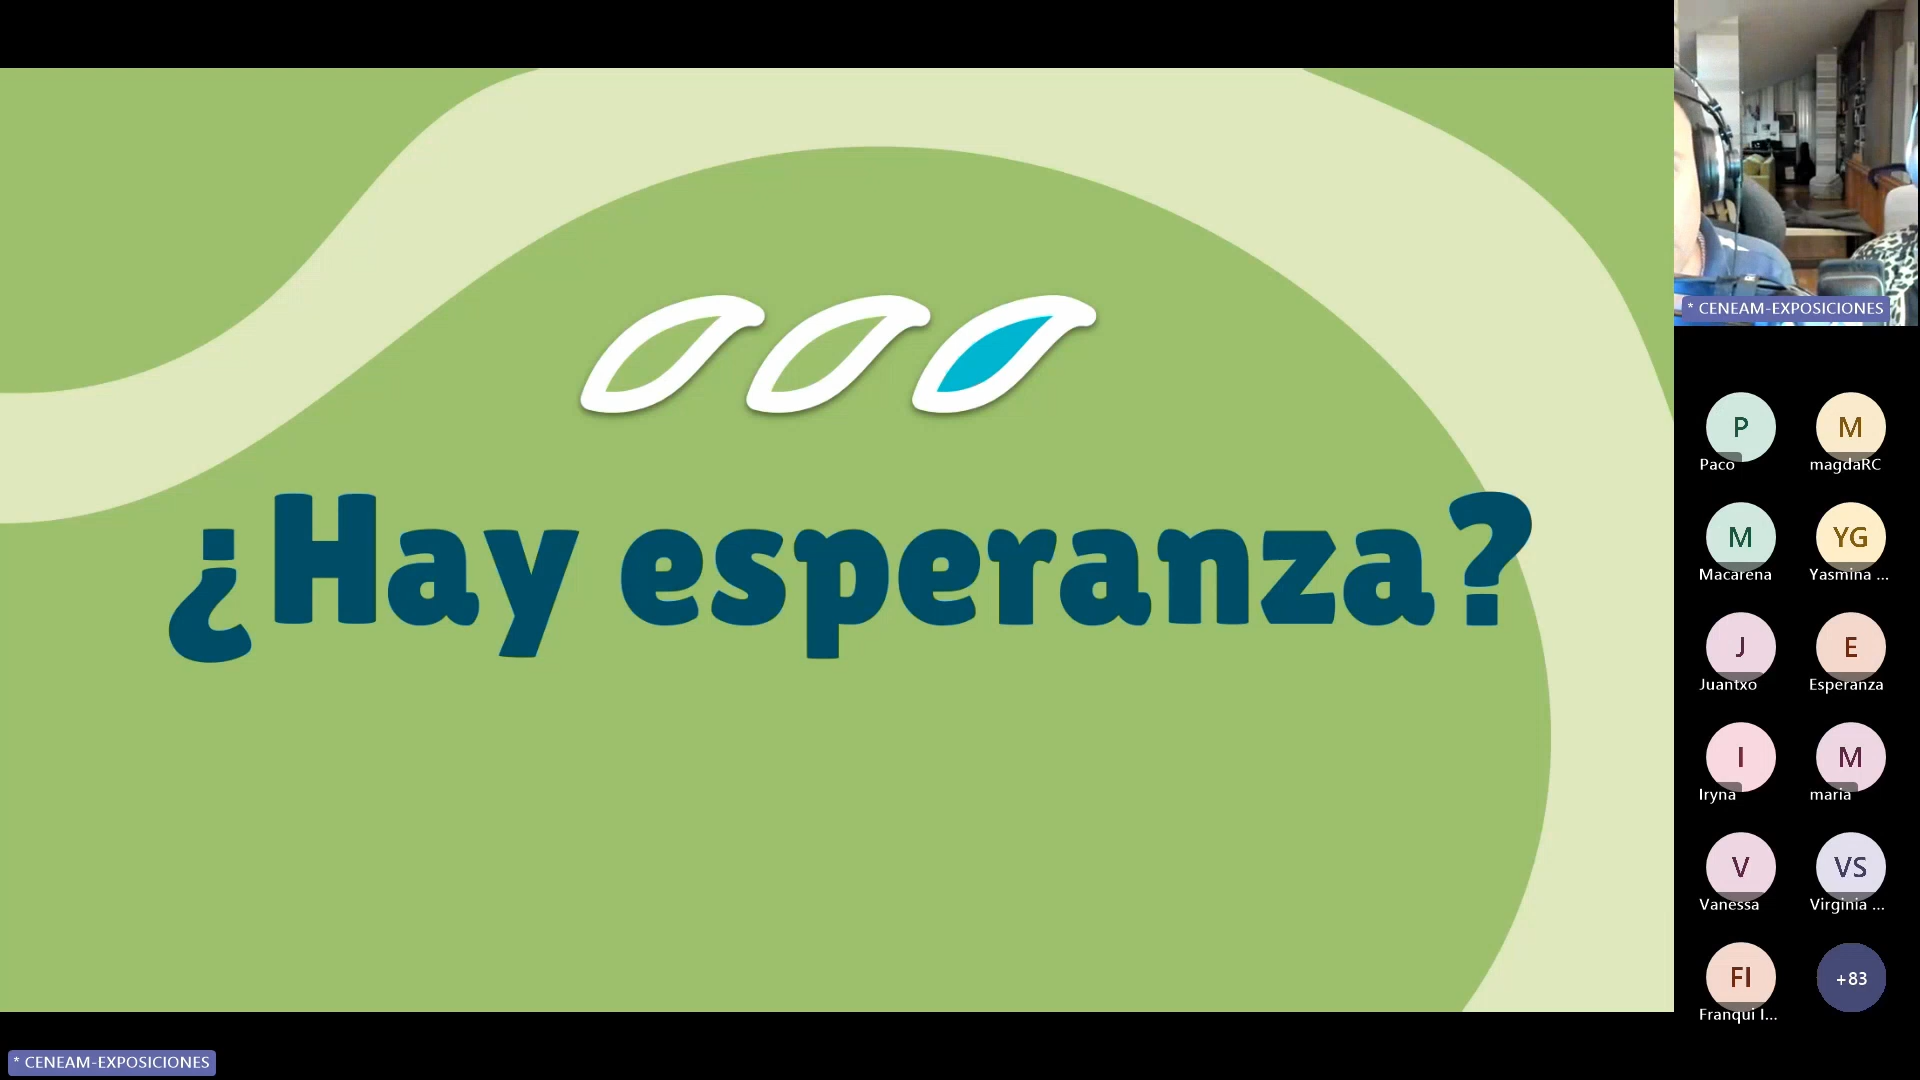 ¿Hay esperanza?
* CENEAM-EXPOSICIONES
P
Paco
M
magdaRC
M
Macarena
YG
Yasmina ...
J
Juantxo
E
Esperanza
I
Iryna
M
maria
V
Vanessa
VS
Virginia ...
FI
Franqui I...
+83
* CENEAM-EXPOSICIONES